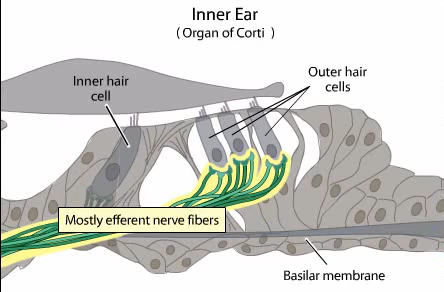 Inner Ear
( Organ of Corti )
Inner hair
cell
Outer hair
cells
Mostly efferent nerve fibers
Basilar membrane